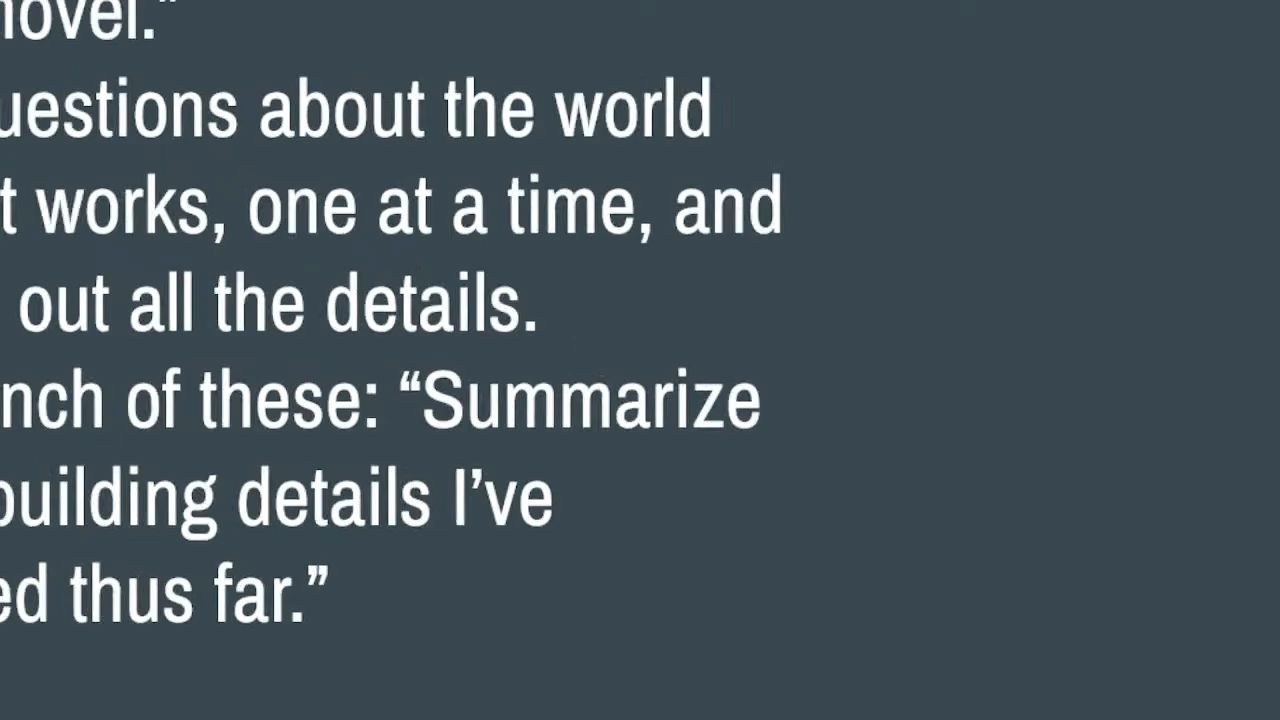 novel.”
uestions about the world
t works, one at a time, and
out all the details.
nch of these: “Summarize
building details I’ve
ed thus far.”